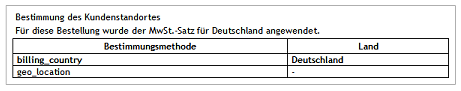 Bestimmung des Kundenstandortes
Für diese Bestellung wurde der MwSt.-Satz für Deutschland angewendet.
Bestimmungsmethode Land
billing_country Deutschland
geo_location -